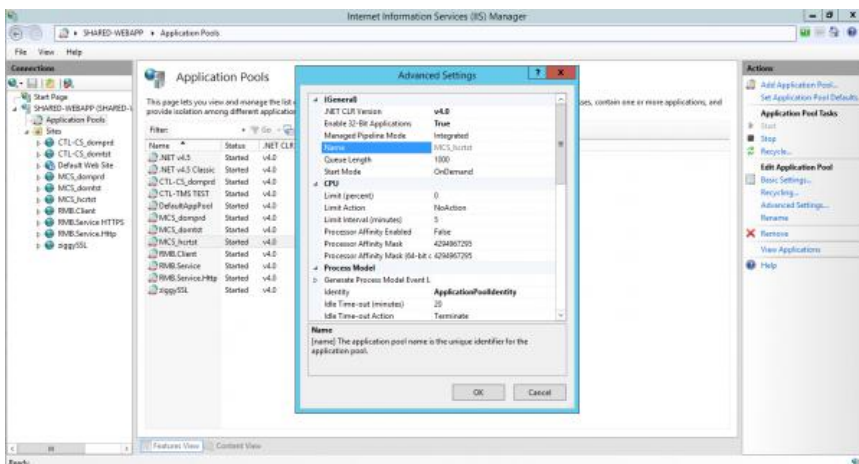 Internet Information Services (IIS) Manager
SHARED-WEBAPP Application Pools
File View Help
Connections
Start Page
SHARED-WEBAPP (SHARED-
Application Pools
Sites
CTL-CS_domprd
CTL-CS_domtst
Default Web Site
MCS_domprd
MCS_domtst
MCS_hcrtst
RMB.Client
RMB.Service HTTPS
RMB.Service.Http
ziggySSL
Application Pools
This page lets you view and manage the list
provide isolation among different application
ses, contain one or more applications, and
Filter: Go
Name Status .NET CLR
.NET v4.5 Started v4.0
.NET v4.5 Classic Started v4.0
CTL-CS_domprd Started v4.0
CTL-TMS TEST Started v4.0
DefaultAppPool Started v4.0
MCS_domprd Started v4.0
MCS_domtst Started v4.0
MCS_hcrtst Started v4.0
RMB.Client Started v4.0
RMB.Service Started v4.0
RMB.Service.Http Started v4.0
ziggySSL Started v4.0
Features View Content View
Advanced Settings
(General)
.NET CLR Version v4.0
Enable 32-Bit Applications True
Managed Pipeline Mode Integrated
Name MCS_hcrtst
Queue Length 1000
Start Mode OnDemand
CPU
Limit (percent) 0
Limit Action NoAction
Limit Interval (minutes) 5
Processor Affinity Enabled False
Processor Affinity Mask 4294967295
Processor Affinity Mask (64-bit c 4294967295
Process Model
Generate Process Model Event L
Identity ApplicationPoolIdentity
Idle Time-out (minutes) 20
Idle Time-out Action Terminate
Name
[name] The application pool name is the unique identifier for the
application pool.
OK Cancel
Actions
Add Application Pool...
Set Application Pool Defaults
Application Pool Tasks
Start
Stop
Recycle...
Edit Application Pool
Basic Settings...
Recycling...
Advanced Settings...
Rename
Remove
View Applications
Help
Ready